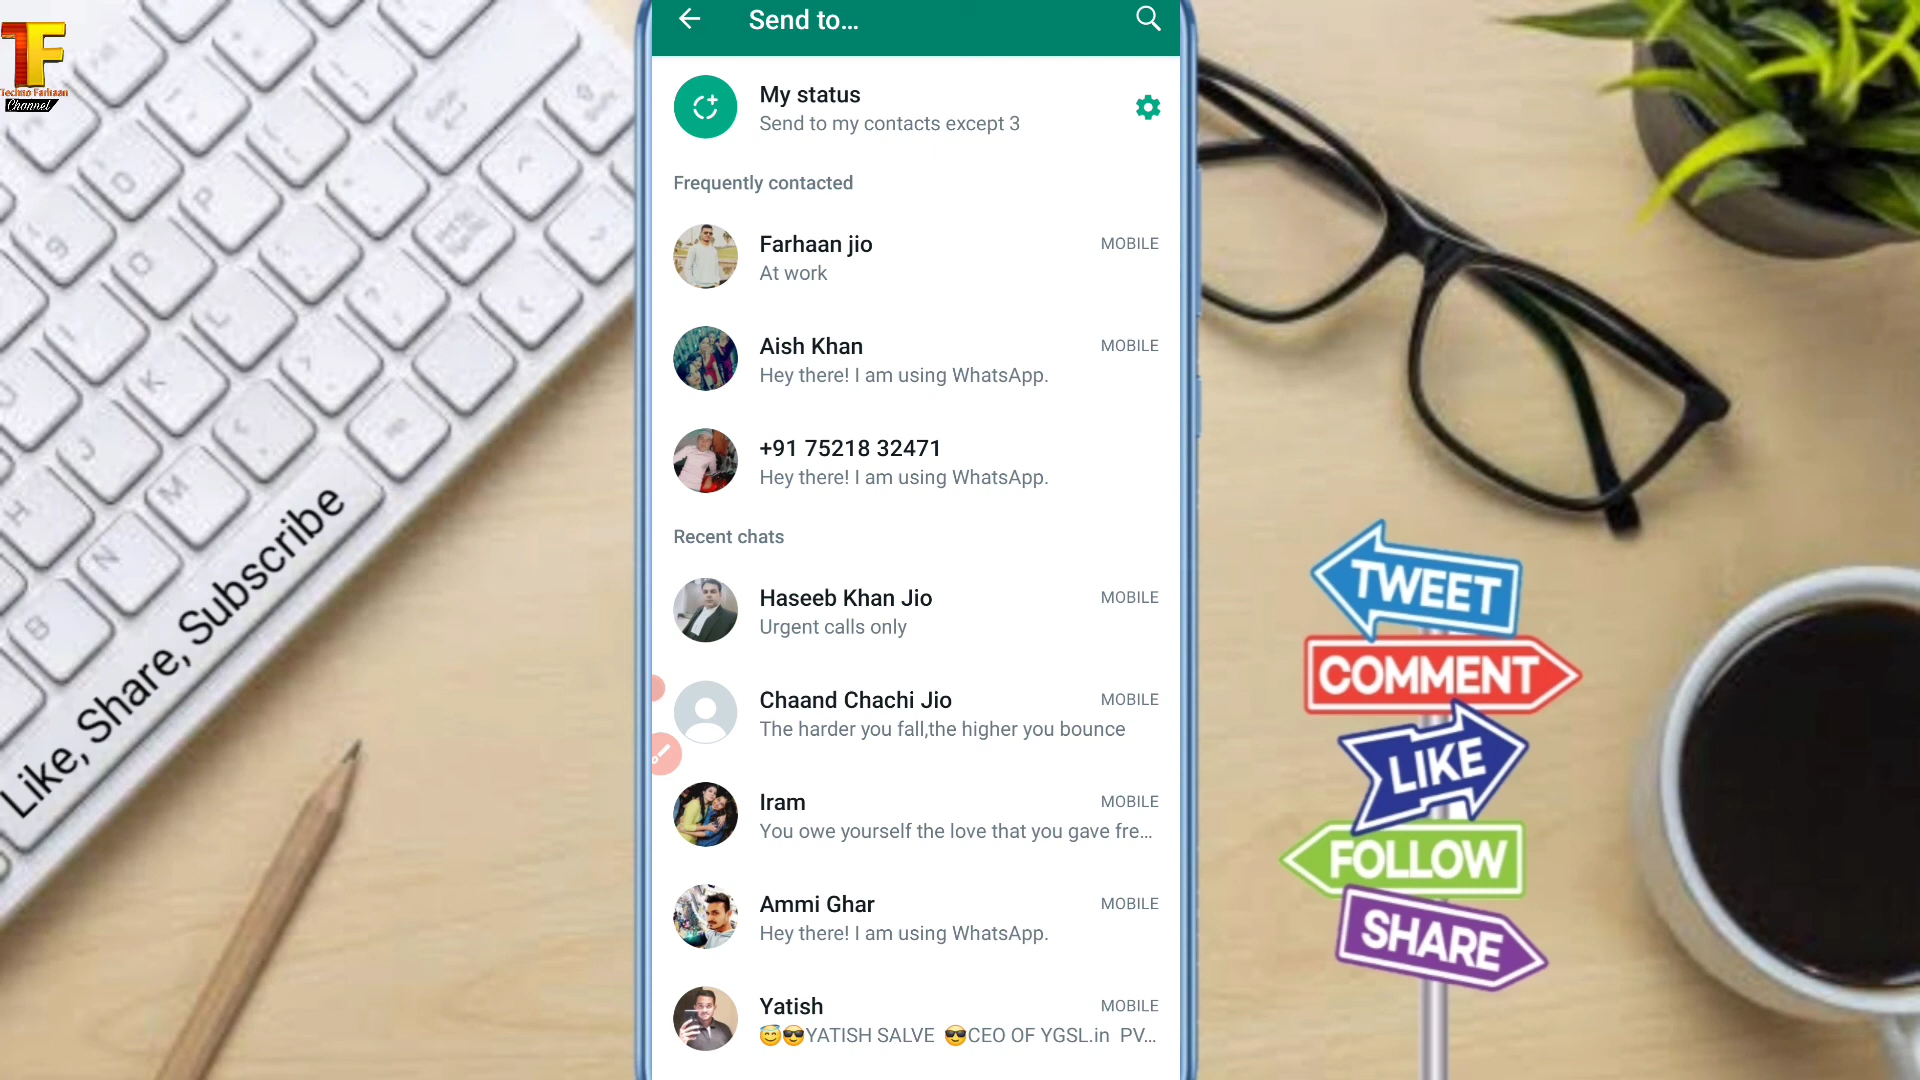 TF
Techno Farhaan
Channel
Like, Share, Subscribe
Send to...
My status
Send to my contacts except 3
Frequently contacted
Farhaan jio
MOBILE
At work
Aish Khan
MOBILE
Hey there! I am using WhatsApp.
+91 75218 32471
Hey there! I am using WhatsApp.
Recent chats
Haseeb Khan Jio
MOBILE
Urgent calls only
Chaand Chachi Jio
MOBILE
The harder you fall,the higher you bounce
Iram
MOBILE
You owe yourself the love that you gave fre...
Ammi Ghar
MOBILE
Hey there! I am using WhatsApp.
Yatish
MOBILE
😇😎YATISH SALVE 😎CEO OF YGSL.in PV...
TWEET
COMMENT
LIKE
FOLLOW
SHARE
P
O
L
K
J
H
M
N
B